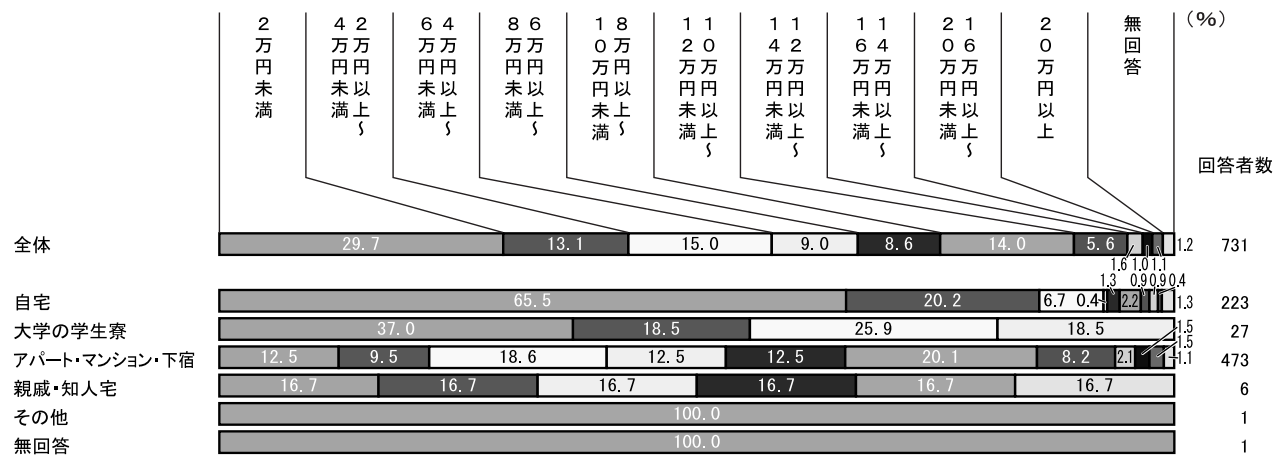 （%）
2万円未満
2万円以上～
4万円未満
4万円以上～
6万円未満
6万円以上～
8万円未満
8万円以上～
10万円未満
10万円以上～
12万円未満
12万円以上～
14万円未満
14万円以上～
16万円未満
16万円以上～
20万円未満
20万円以上
無回答
回答者数
全体 29.7 13.1 15.0 9.0 8.6 14.0 5.6 1.6 1.0 1.1 1.2 731
自宅 65.5 20.2 6.7 0.4 1.3 2.2 0.9 0.9 0.4 1.3 223
大学の学生寮 37.0 18.5 25.9 18.5 27
アパート・マンション・下宿 12.5 9.5 18.6 12.5 12.5 20.1 8.2 2.1 1.5 1.5 1.1 473
親戚・知人宅 16.7 16.7 16.7 16.7 16.7 16.7 6
その他 100.0 1
無回答 100.0 1